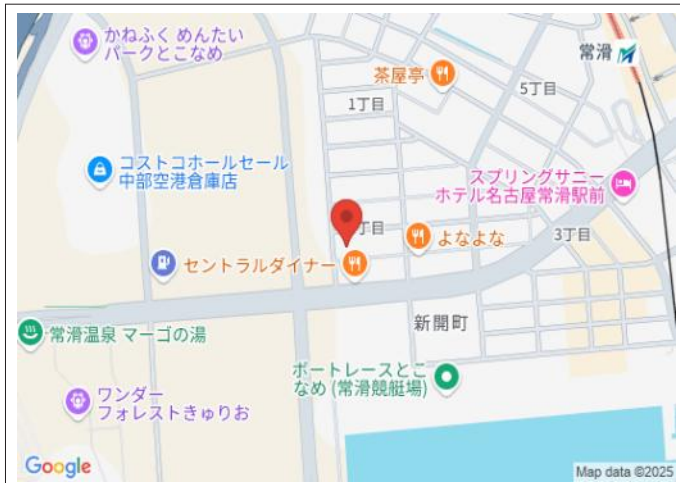 かねふく めんたい
パークとこなめ
常滑
茶屋亭
5丁目
1丁目
コストコホールセール
中部空港倉庫店
スプリングサニー
ホテル名古屋常滑駅前
丁目
よなよな
3丁目
セントラルダイナー
新開町
常滑温泉 マーゴの湯
ボートレースとこ
なめ (常滑競艇場)
ワンダー
フォレストきゅりお
Google
Map data ©2025